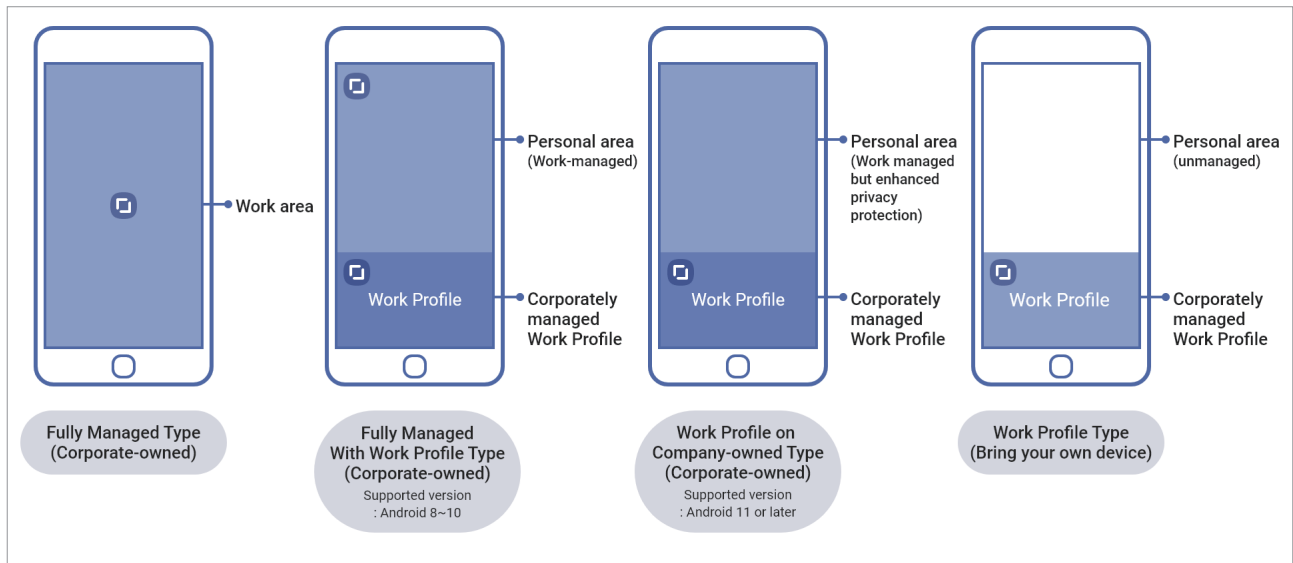 Work area
Fully Managed Type
(Corporate-owned)
Personal area
(Work-managed)
Work Profile
Corporately
managed
Work Profile
Fully Managed
With Work Profile Type
(Corporate-owned)
Supported version
: Android 8~10
Personal area
(Work managed
but enhanced
privacy
protection)
Work Profile
Corporately
managed
Work Profile
Work Profile on
Company-owned Type
(Corporate-owned)
Supported version
: Android 11 or later
Personal area
(unmanaged)
Work Profile
Corporately
managed
Work Profile
Work Profile Type
(Bring your own device)